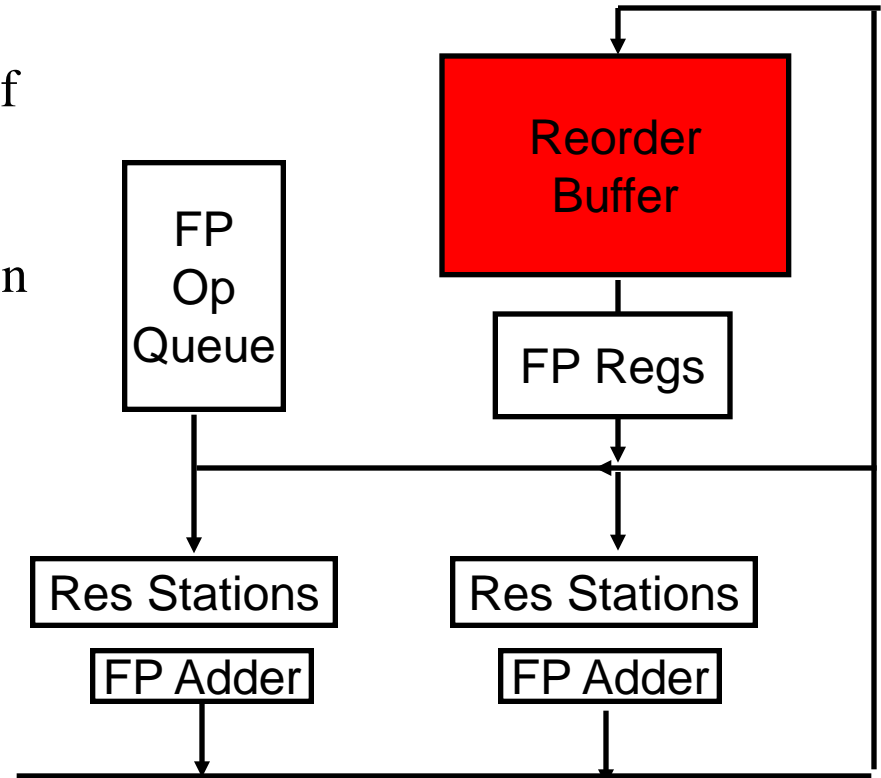 f
n
Reorder
Buffer
FP
Op
Queue
FP Regs
Res Stations
Res Stations
FP Adder
FP Adder